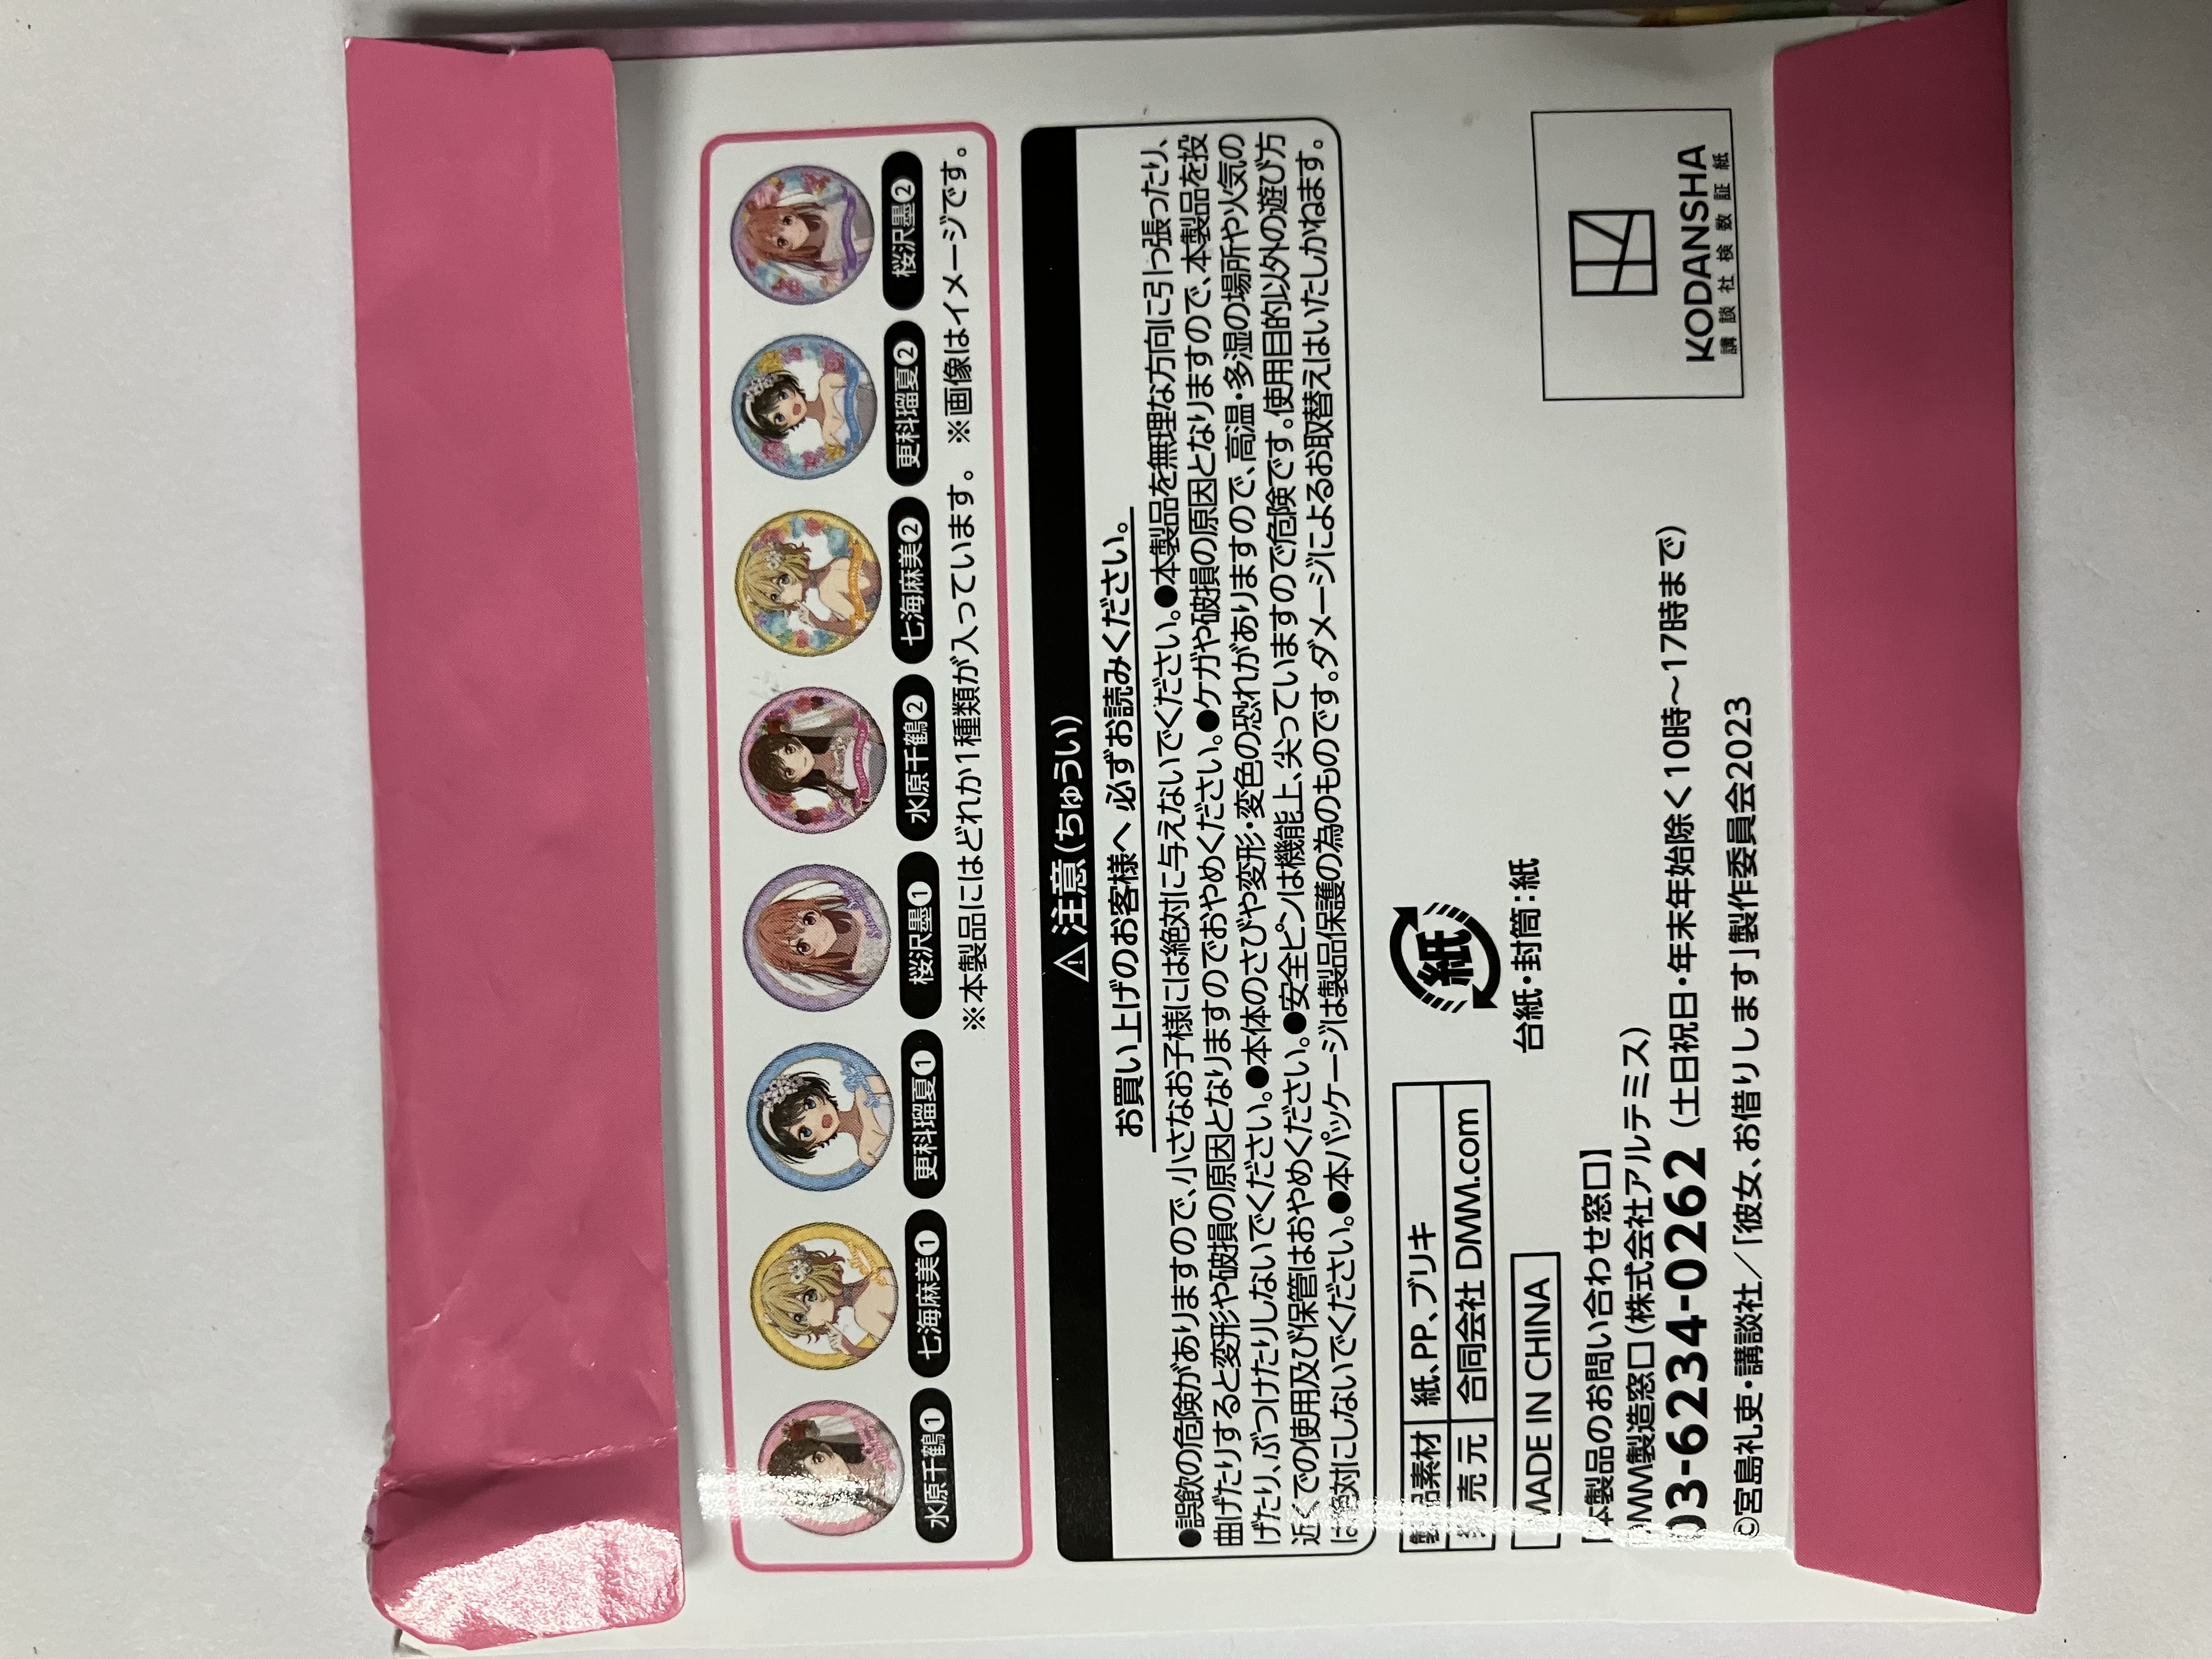 水原千鶴❶ 七海麻美❶ 更科瑠夏❶ 桜沢墨❶ 水原千鶴❷ 七海麻美❷ 更科瑠夏❷ 桜沢墨❷
※本製品にはどれか1種類が入っています。 ※画像はイメージです。
⚠注意(ちゅうい)
お買い上げのお客様へ 必ずお読みください。
●誤飲の危険がありますので、小さなお子様には絶対に与えないでください。●本製品を無理な方向に引っ張ったり、
曲げたりすると変形や破損の原因となりますのでおやめください。●ケガや破損の原因となりますので、本製品を投
げたり、ぶつけたりしないでください。●本体のさびや変形・変色の恐れがありますので、高温・多湿の場所や火気の
近くでの使用及び保管はおやめください。●安全ピンは機能上、尖っていますので危険です。使用目的以外の遊び方
は絶対にしないでください。●本パッケージは製品保護の為のものです。ダメージによるお取替えはいたしかねます。
製品素材 紙、PP、ブリキ
発売元 合同会社 DMM.com
MADE IN CHINA
紙
台紙・封筒:紙
【本製品のお問い合わせ窓口】
DMM製造窓口(株式会社アルテミス)
03-6234-0262 (土日祝日・年末年始除く10時〜17時まで)
©宮島礼吏・講談社/「彼女、お借りします」製作委員会2023
KODANSHA
講談社検数証紙